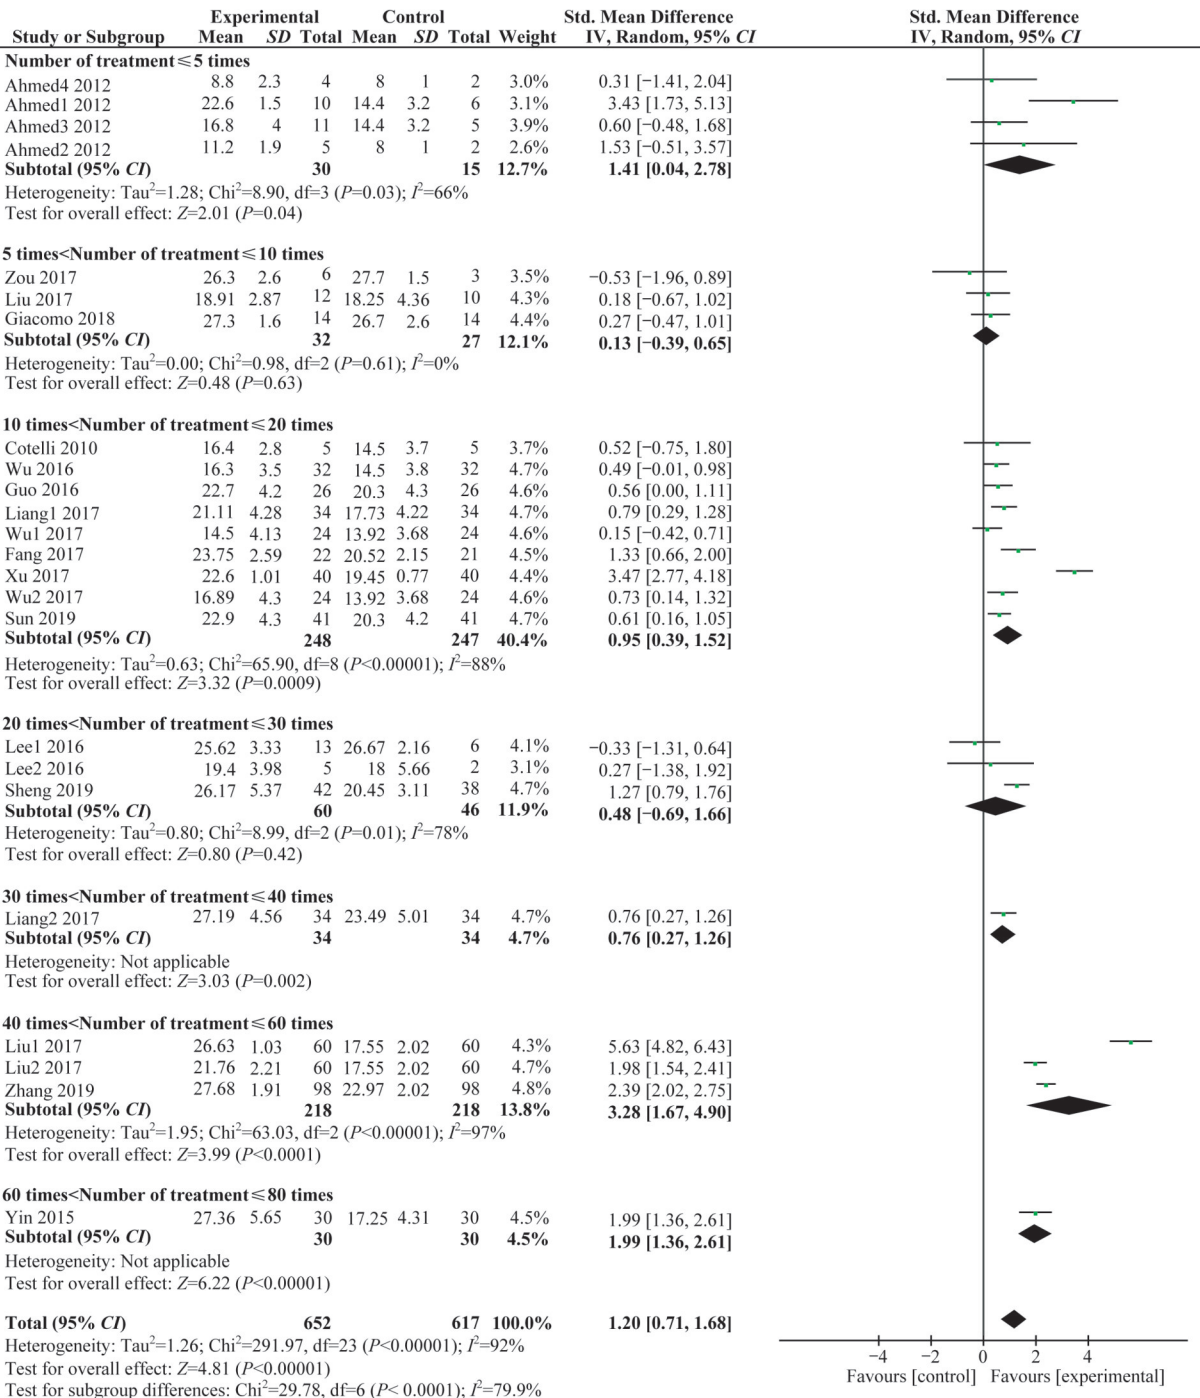 Experimental Control Std. Mean Difference Std. Mean Difference
Study or Subgroup Mean SD Total Mean SD Total Weight IV, Random, 95% CI IV, Random, 95% CI
Number of treatment≤5 times
Ahmed4 2012 8.8 2.3 4 8 1 2 3.0% 0.31 [−1.41, 2.04]
Ahmed1 2012 22.6 1.5 10 14.4 3.2 6 3.1% 3.43 [1.73, 5.13]
Ahmed3 2012 16.8 4 11 14.4 3.2 5 3.9% 0.60 [−0.48, 1.68]
Ahmed2 2012 11.2 1.9 5 8 1 2 2.6% 1.53 [−0.51, 3.57]
Subtotal (95% CI) 30 15 12.7% 1.41 [0.04, 2.78]
Heterogeneity: Tau²=1.28; Chi²=8.90, df=3 (P=0.03); I²=66%
Test for overall effect: Z=2.01 (P=0.04)
5 times<Number of treatment≤10 times
Zou 2017 26.3 2.6 6 27.7 1.5 3 3.5% −0.53 [−1.96, 0.89]
Liu 2017 18.91 2.87 12 18.25 4.36 10 4.3% 0.18 [−0.67, 1.02]
Giacomo 2018 27.3 1.6 14 26.7 2.6 14 4.4% 0.27 [−0.47, 1.01]
Subtotal (95% CI) 32 27 12.1% 0.13 [−0.39, 0.65]
Heterogeneity: Tau²=0.00; Chi²=0.98, df=2 (P=0.61); I²=0%
Test for overall effect: Z=0.48 (P=0.63)
10 times<Number of treatment≤20 times
Cotelli 2010 16.4 2.8 5 14.5 3.7 5 3.7% 0.52 [−0.75, 1.80]
Wu 2016 16.3 3.5 32 14.5 3.8 32 4.7% 0.49 [−0.01, 0.98]
Guo 2016 22.7 4.2 26 20.3 4.3 26 4.6% 0.56 [0.00, 1.11]
Liang1 2017 21.11 4.28 34 17.73 4.22 34 4.7% 0.79 [0.29, 1.28]
Wu1 2017 14.5 4.13 24 13.92 3.68 24 4.6% 0.15 [−0.42, 0.71]
Fang 2017 23.75 2.59 22 20.52 2.15 21 4.5% 1.33 [0.66, 2.00]
Xu 2017 22.6 1.01 40 19.45 0.77 40 4.4% 3.47 [2.77, 4.18]
Wu2 2017 16.89 4.3 24 13.92 3.68 24 4.6% 0.73 [0.14, 1.32]
Sun 2019 22.9 4.3 41 20.3 4.2 41 4.7% 0.61 [0.16, 1.05]
Subtotal (95% CI) 248 247 40.4% 0.95 [0.39, 1.52]
Heterogeneity: Tau²=0.63; Chi²=65.90, df=8 (P<0.00001); I²=88%
Test for overall effect: Z=3.32 (P=0.0009)
20 times<Number of treatment≤30 times
Lee1 2016 25.62 3.33 13 26.67 2.16 6 4.1% −0.33 [−1.31, 0.64]
Lee2 2016 19.4 3.98 5 18 5.66 2 3.1% 0.27 [−1.38, 1.92]
Sheng 2019 26.17 5.37 42 20.45 3.11 38 4.7% 1.27 [0.79, 1.76]
Subtotal (95% CI) 60 46 11.9% 0.48 [−0.69, 1.66]
Heterogeneity: Tau²=0.80; Chi²=8.99, df=2 (P=0.01); I²=78%
Test for overall effect: Z=0.80 (P=0.42)
30 times<Number of treatment≤40 times
Liang2 2017 27.19 4.56 34 23.49 5.01 34 4.7% 0.76 [0.27, 1.26]
Subtotal (95% CI) 34 34 4.7% 0.76 [0.27, 1.26]
Heterogeneity: Not applicable
Test for overall effect: Z=3.03 (P=0.002)
40 times<Number of treatment≤60 times
Liu1 2017 26.63 1.03 60 17.55 2.02 60 4.3% 5.63 [4.82, 6.43]
Liu2 2017 21.76 2.21 60 17.55 2.02 60 4.7% 1.98 [1.54, 2.41]
Zhang 2019 27.68 1.91 98 22.97 2.02 98 4.8% 2.39 [2.02, 2.75]
Subtotal (95% CI) 218 218 13.8% 3.28 [1.67, 4.90]
Heterogeneity: Tau²=1.95; Chi²=63.03, df=2 (P<0.00001); I²=97%
Test for overall effect: Z=3.99 (P<0.0001)
60 times<Number of treatment≤80 times
Yin 2015 27.36 5.65 30 17.25 4.31 30 4.5% 1.99 [1.36, 2.61]
Subtotal (95% CI) 30 30 4.5% 1.99 [1.36, 2.61]
Heterogeneity: Not applicable
Test for overall effect: Z=6.22 (P<0.00001)
Total (95% CI) 652 617 100.0% 1.20 [0.71, 1.68]
Heterogeneity: Tau²=1.26; Chi²=291.97, df=23 (P<0.00001); I²=92%
Test for overall effect: Z=4.81 (P<0.00001)
Test for subgroup differences: Chi²=29.78, df=6 (P< 0.0001); I²=79.9%
−4 −2 0 2 4
Favours [control] Favours [experimental]